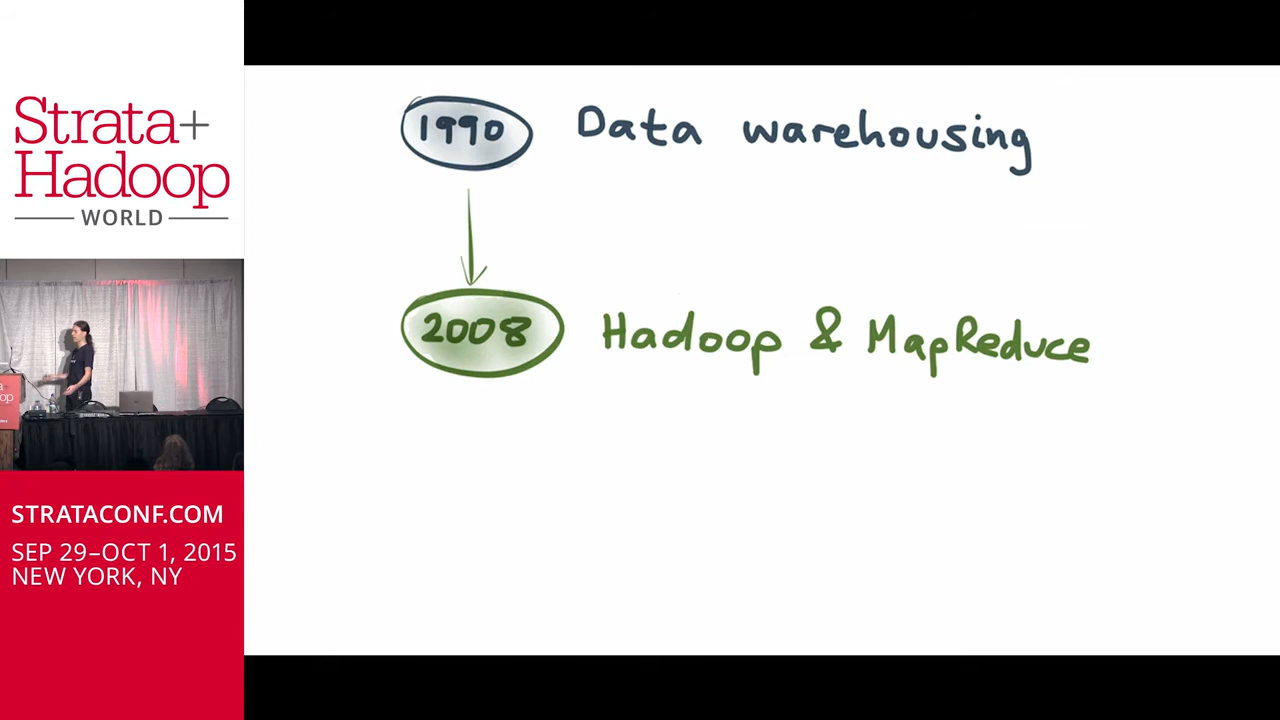 Strata+
Hadoop
WORLD
STRATACONF.COM
SEP 29–OCT 1, 2015
NEW YORK, NY
1990 Data warehousing
2008 Hadoop & MapReduce